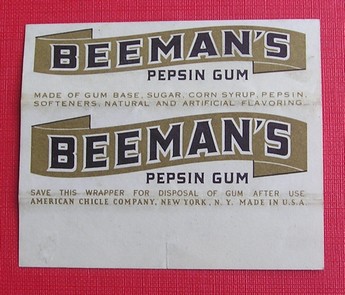 BEEMAN'S
PEPSIN GUM
MADE OF GUM BASE, SUGAR, CORN SYRUP, PEPSIN,
SOFTENERS, NATURAL AND ARTIFICIAL FLAVORING.
BEEMAN'S
PEPSIN GUM
SAVE THIS WRAPPER FOR DISPOSAL OF GUM AFTER USE
AMERICAN CHICLE COMPANY, NEW YORK, N. Y. MADE IN U.S.A.